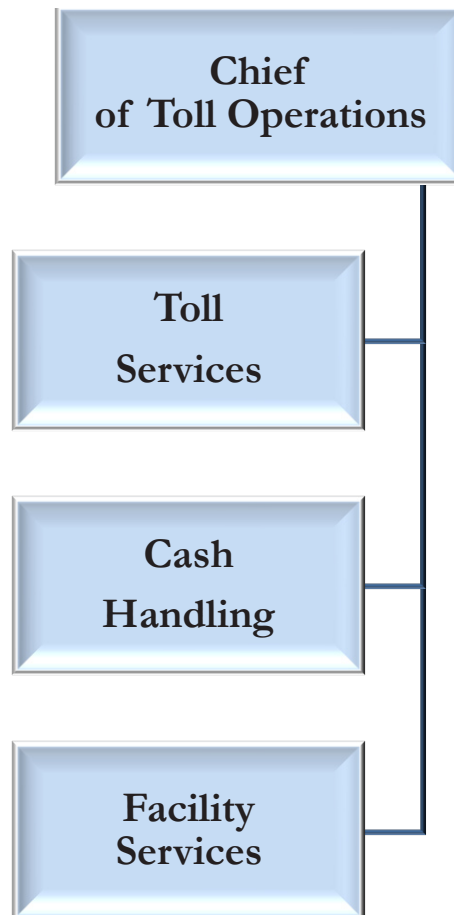 Chief
of Toll Operations
Toll
Services
Cash
Handling
Facility
Services